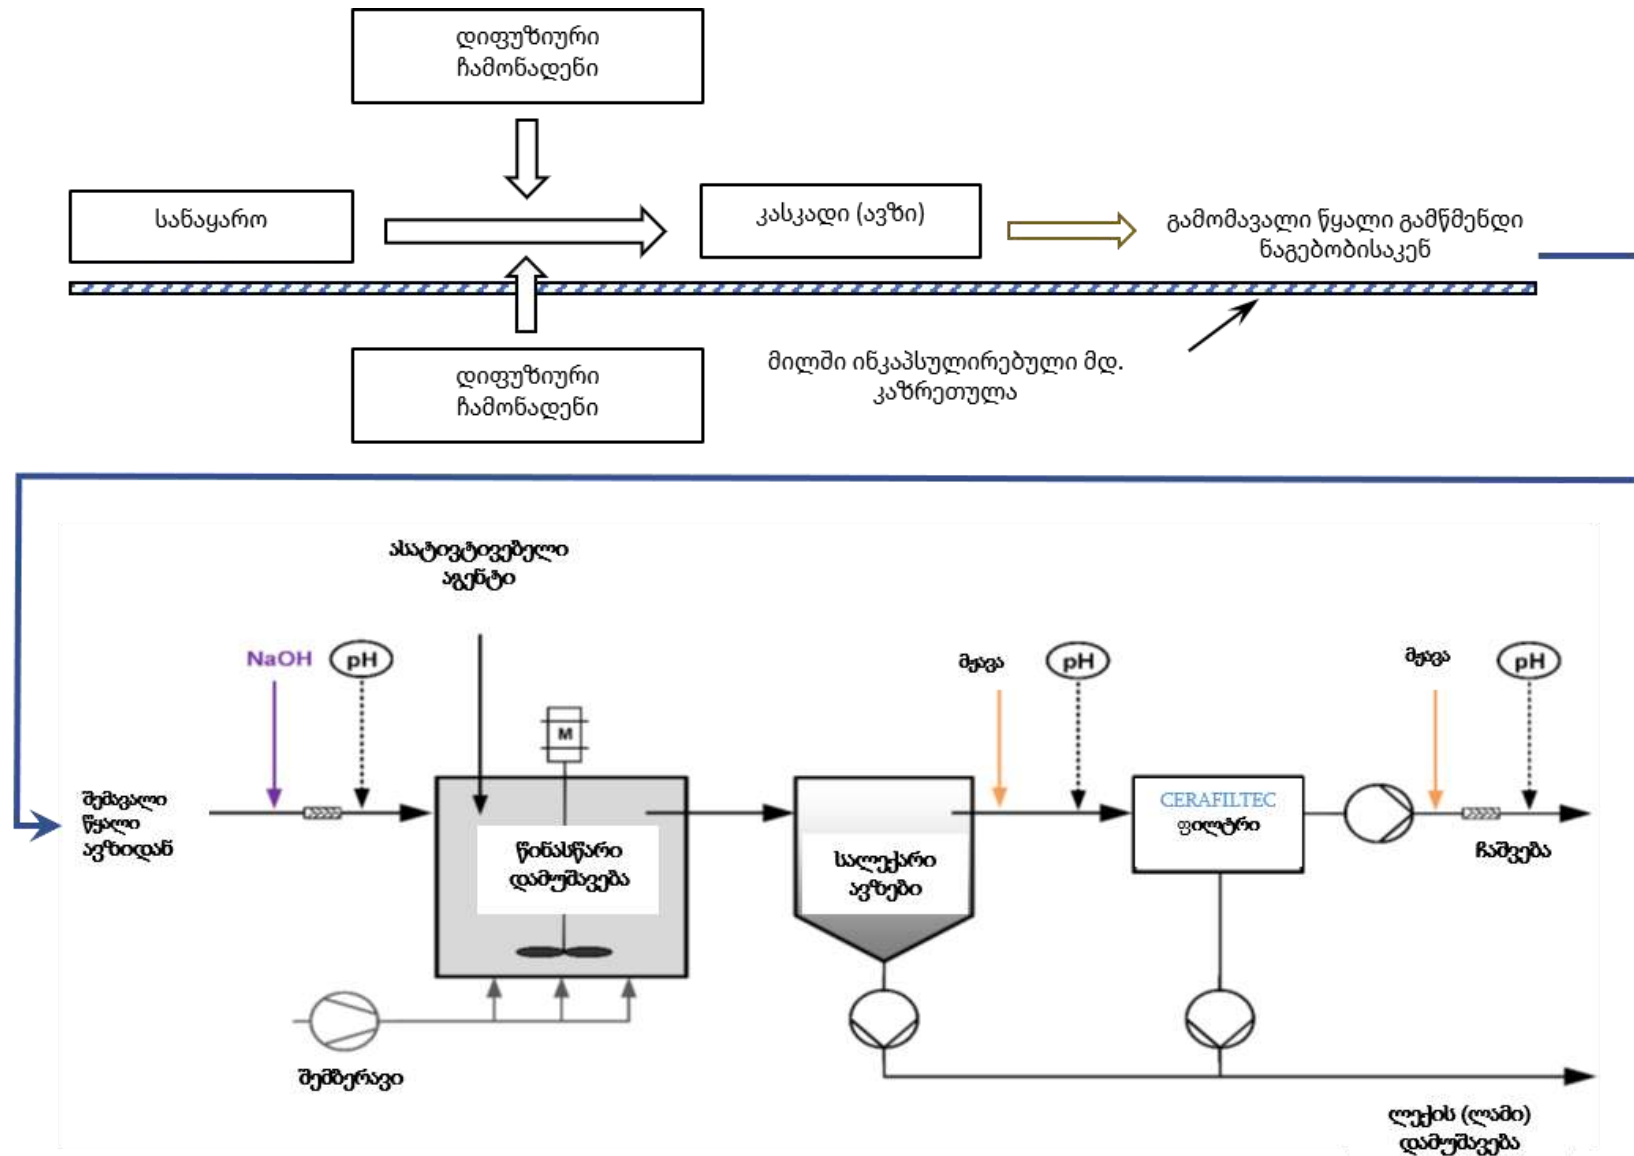 დიფუზიური
ჩამონადენი
სანაყარო
კასკადი (ავზი)
გამომავალი წყალი გამწმენდი
ნაგებობისაკენ
დიფუზიური
ჩამონადენი
მილში ინკაპსულირებული მდ.
კაზრეთულა
ასატივტივებელი
აგენტი
NaOH
pH
მჟავა
pH
მჟავა
pH
M
შემავალი
წყალი
ავზიდან
წინასწარი
დამუშავება
სალექარი
ავზები
CERAFILTEC
ფილტრი
ჩაშვება
შემბერავი
ლექის (ლამი)
დამუშავება